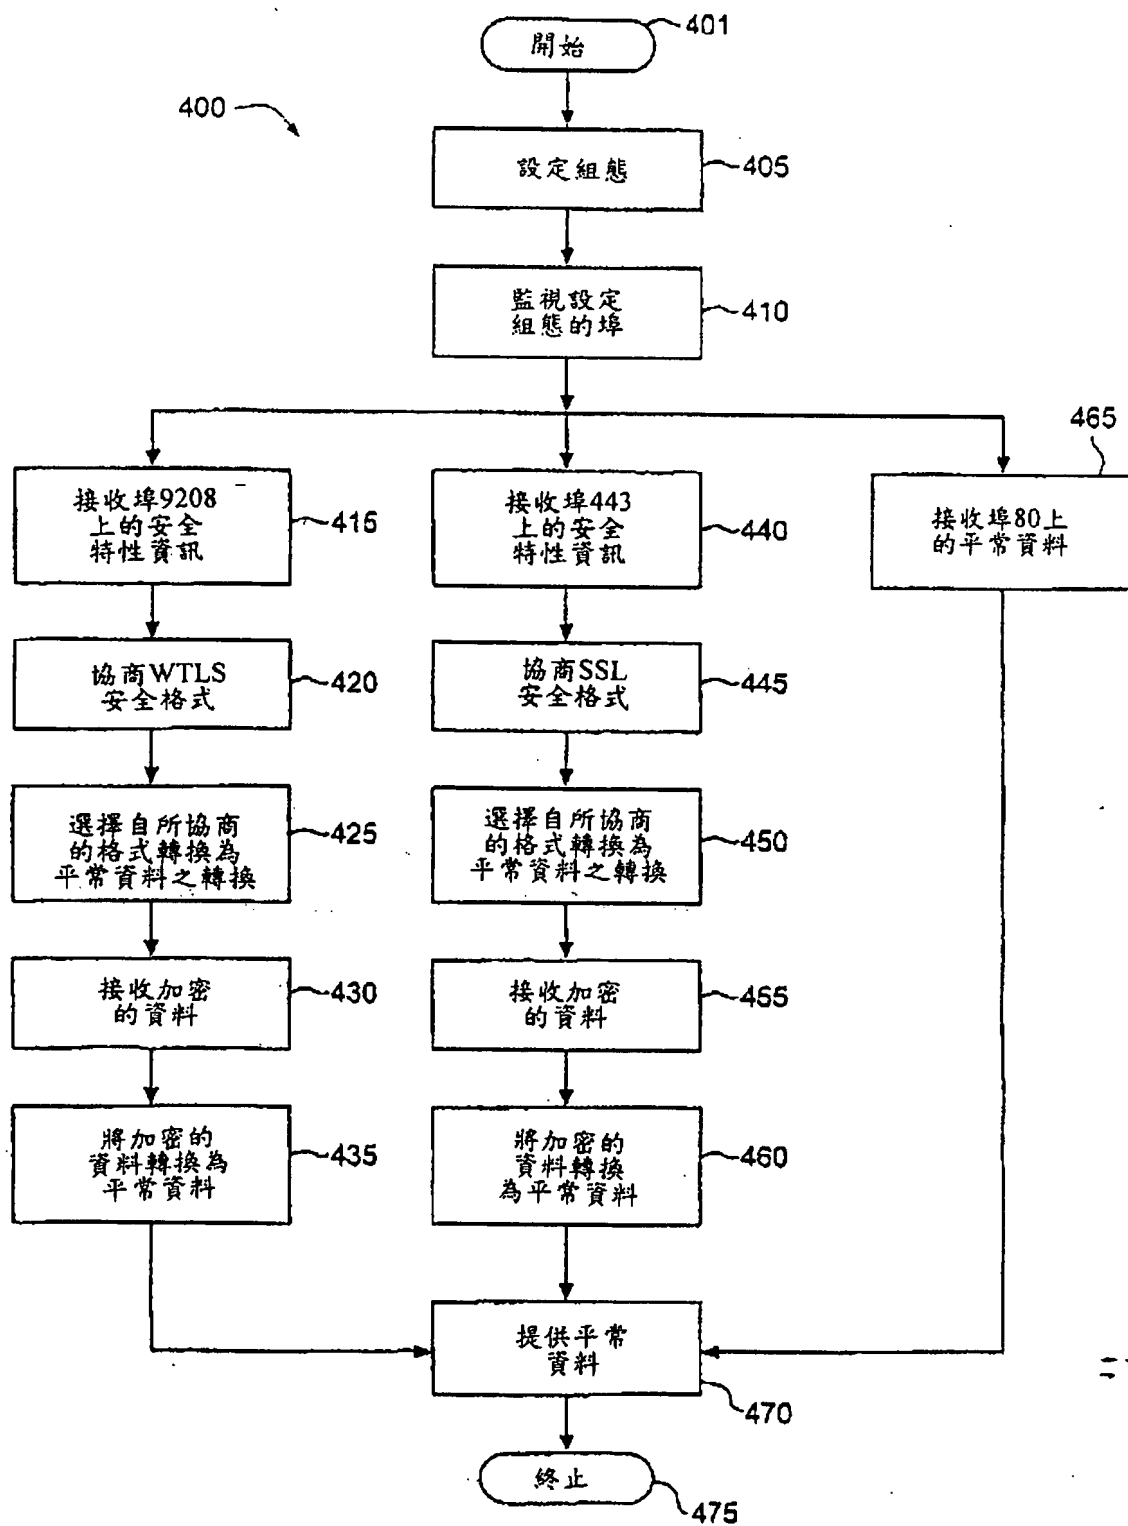 401
開始
400
設定組態
405
監視設定
組態的埠
410
465
接收埠9208
上的安全
特性資訊
415
接收埠443
上的安全
特性資訊
440
接收埠80上
的平常資料
協商WTLS
安全格式
420
協商SSL
安全格式
445
選擇自所協商
的格式轉換為
平常資料之轉換
425
選擇自所協商
的格式轉換為
平常資料之轉換
450
接收加密
的資料
430
接收加密
的資料
455
將加密的
資料轉換為
平常資料
435
將加密的
資料轉換
為平常資料
460
提供平常
資料
470
終止
475